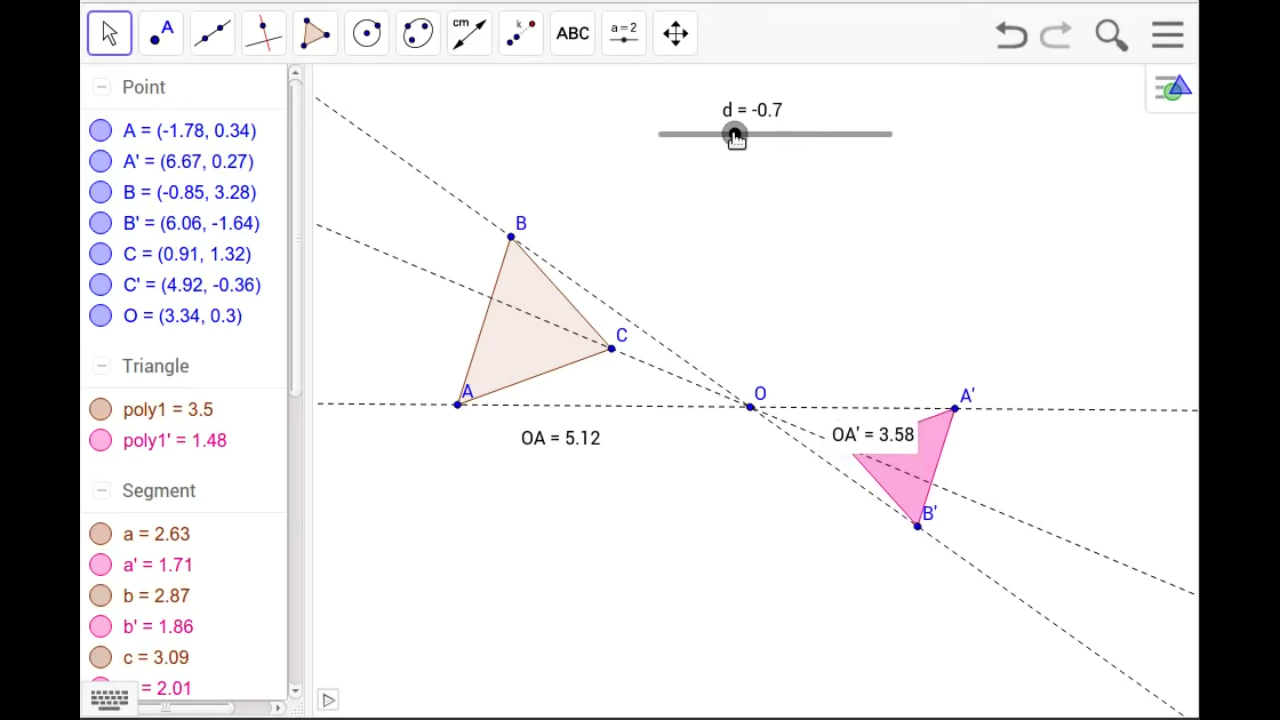 A
cm
k
ABC
a=2
Point
A = (-1.78, 0.34)
A' = (6.67, 0.27)
B = (-0.85, 3.28)
B' = (6.06, -1.64)
C = (0.91, 1.32)
C' = (4.92, -0.36)
O = (3.34, 0.3)
Triangle
poly1 = 3.5
poly1' = 1.48
Segment
a = 2.63
a' = 1.71
b = 2.87
b' = 1.86
c = 3.09
= 2.01
d = -0.7
B
C
A
O
A'
OA = 5.12
OA' = 3.58
B'